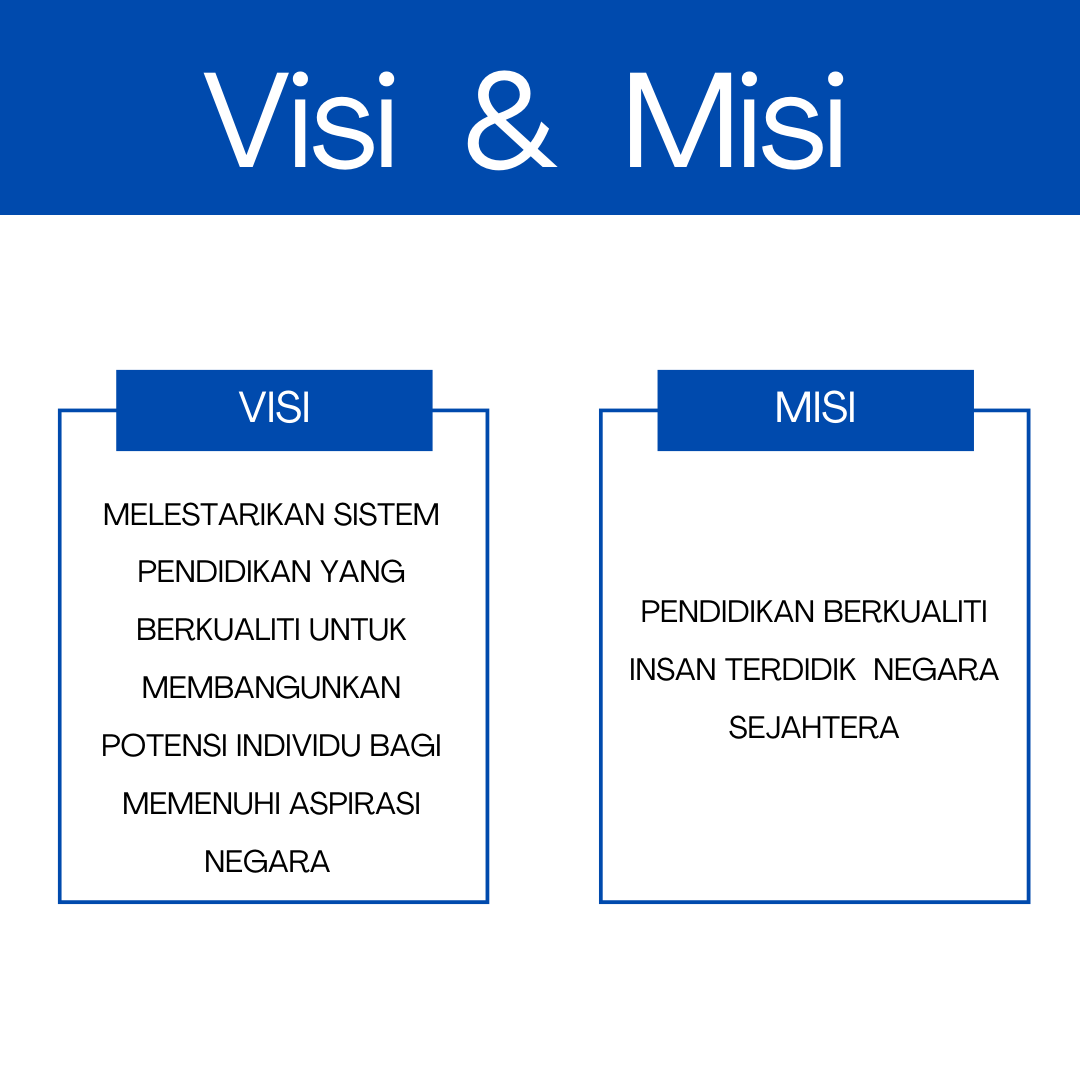 Visi & Misi
VISI
MELESTARIKAN SISTEM
PENDIDIKAN YANG
BERKUALITI UNTUK
MEMBANGUNKAN
POTENSI INDIVIDU BAGI
MEMENUHI ASPIRASI
NEGARA
MISI
PENDIDIKAN BERKUALITI
INSAN TERDIDIK NEGARA
SEJAHTERA